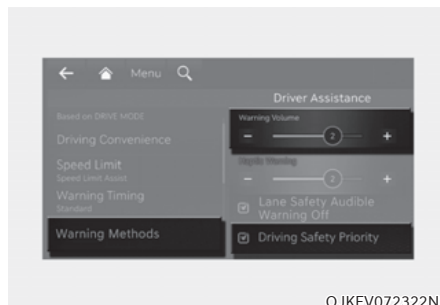 Menu
Driver Assistance
Based on DRIVE MODE
Driving Convenience
Speed Limit
Speed Limit Assist
Warning Timing
Standard
Warning Methods
Warning Volume
- 2 +
Haptic Warning
- 2 +
Lane Safety Audible
Warning Off
Driving Safety Priority
OJKEV072322N